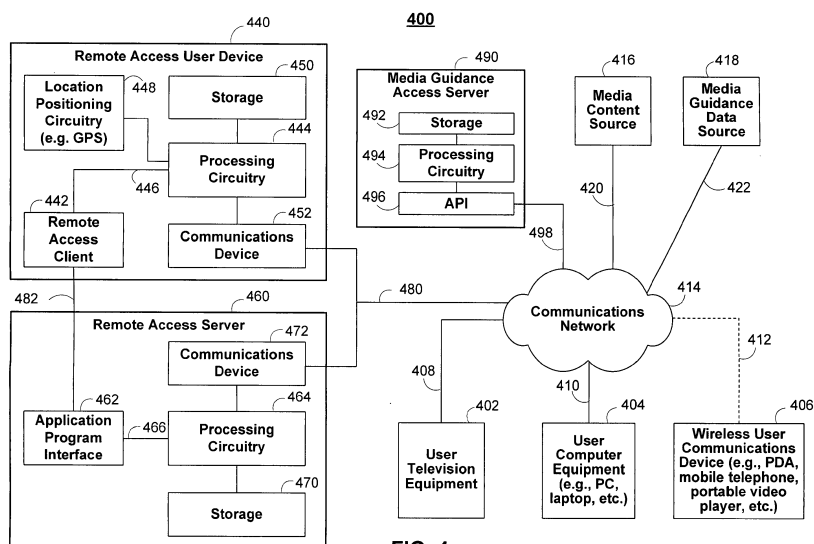 400
440
Remote Access User Device
450
Location
Positioning
Circuitry
(e.g. GPS)
448
Storage
444
Processing
Circuitry
446
442
452
Remote
Access
Client
Communications
Device
482
460
Remote Access Server
472
Communications
Device
462
464
Application
Program
Interface
466
Processing
Circuitry
470
Storage
480
490
Media Guidance
Access Server
492
Storage
494
Processing
Circuitry
496
API
498
416
Media
Content
Source
418
Media
Guidance
Data
Source
420
422
414
Communications
Network
408
410
412
402
User
Television
Equipment
404
User
Computer
Equipment
(e.g., PC,
laptop, etc.)
406
Wireless User
Communications
Device (e.g., PDA,
mobile telephone,
portable video
player, etc.)